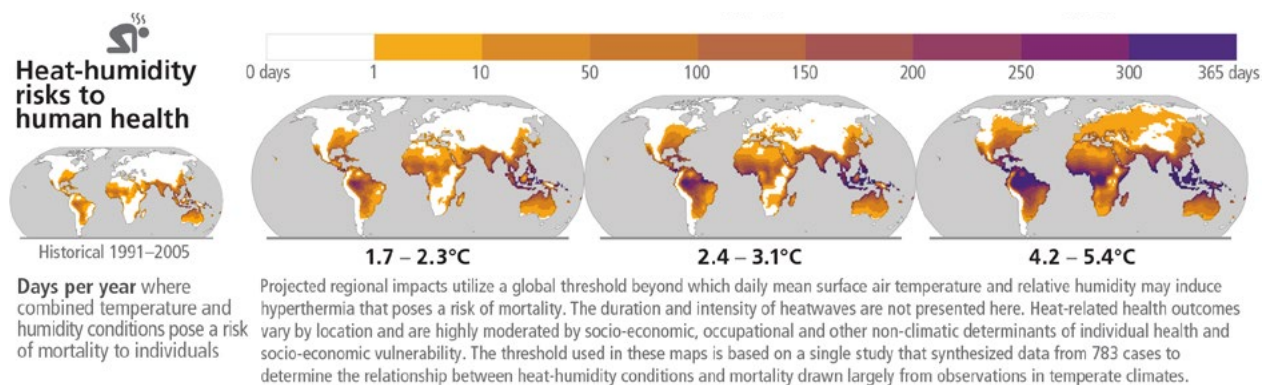 Heat-humidity
risks to
human health
0 days
1
10
50
100
150
200
250
300
365 days
Historical 1991–2005
1.7 – 2.3°C
2.4 – 3.1°C
4.2 – 5.4°C
Days per year where
combined temperature and
humidity conditions pose a risk
of mortality to individuals
Projected regional impacts utilize a global threshold beyond which daily mean surface air temperature and relative humidity may induce
hyperthermia that poses a risk of mortality. The duration and intensity of heatwaves are not presented here. Heat-related health outcomes
vary by location and are highly moderated by socio-economic, occupational and other non-climatic determinants of individual health and
socio-economic vulnerability. The threshold used in these maps is based on a single study that synthesized data from 783 cases to
determine the relationship between heat-humidity conditions and mortality drawn largely from observations in temperate climates.